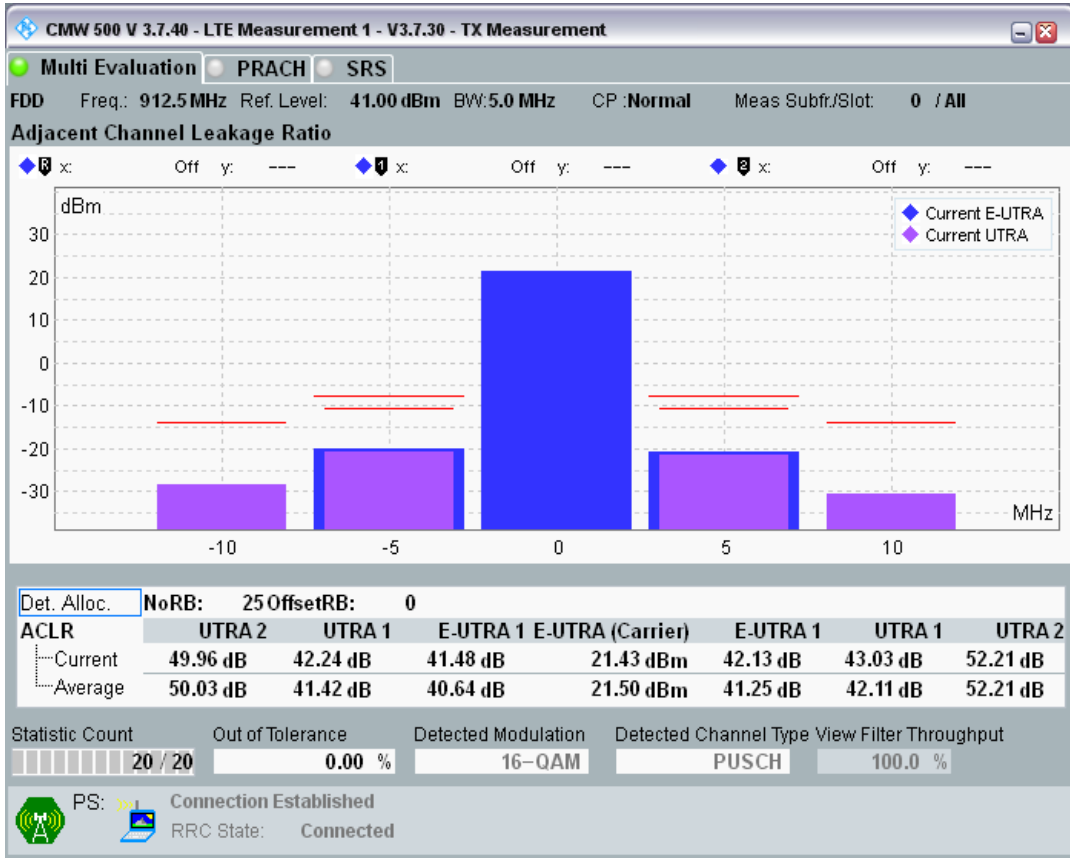 CMW 500 V 3.7.40 - LTE Measurement 1 - V3.7.30 - TX Measurement
Multi Evaluation PRACH SRS
FDD Freq.: 912.5 MHz Ref. Level: 41.00 dBm BW: 5.0 MHz CP :Normal Meas Subfr./Slot: 0 / All
Adjacent Channel Leakage Ratio
R x: Off y: --- 1 x: Off y: --- 2 x: Off y: ---
dBm
Current E-UTRA
Current UTRA
30
20
10
0
-10
-20
-30
MHz
-10 -5 0 5 10
Det. Alloc. NoRB: 25 OffsetRB: 0
ACLR UTRA 2 UTRA 1 E-UTRA 1 E-UTRA (Carrier) E-UTRA 1 UTRA 1 UTRA 2
Current 49.96 dB 42.24 dB 41.48 dB 21.43 dBm 42.13 dB 43.03 dB 52.21 dB
Average 50.03 dB 41.42 dB 40.64 dB 21.50 dBm 41.25 dB 42.11 dB 52.21 dB
Statistic Count Out of Tolerance Detected Modulation Detected Channel Type View Filter Throughput
20 / 20 0.00 % 16-QAM PUSCH 100.0 %
PS: Connection Established
RRC State: Connected